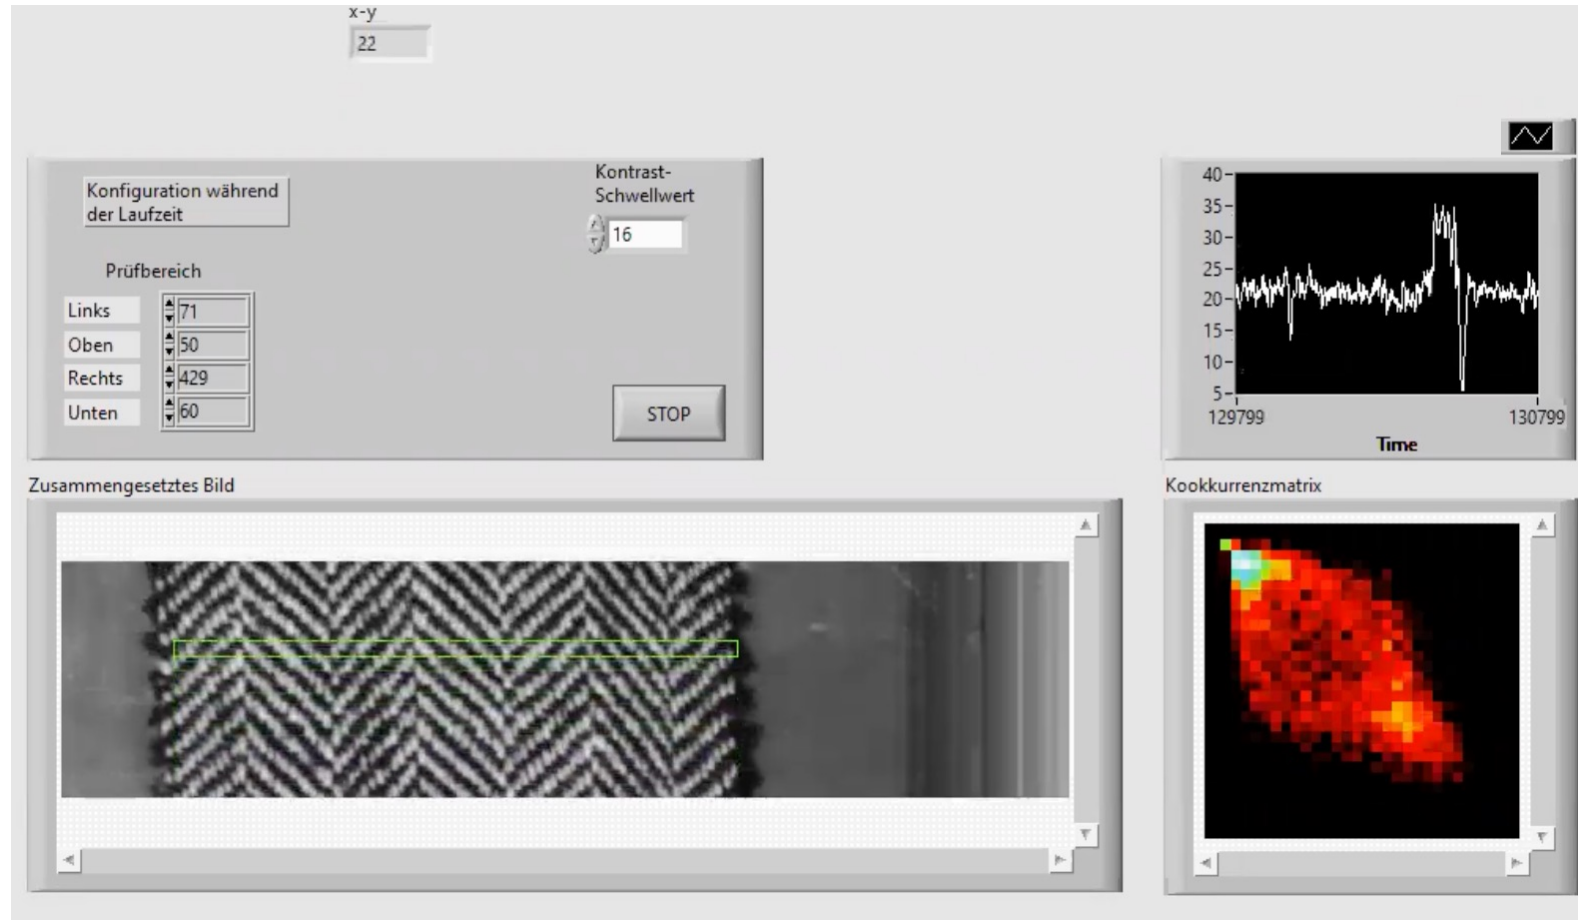 x-y
22
Konfiguration während
der Laufzeit
Kontrast-
Schwellwert
16
Prüfbereich
Links 71
Oben 50
Rechts 429
Unten 60
STOP
40
35
30
25
20
15
10
5
129799 130799
Time
Zusammengesetztes Bild
Kookkurrenzmatrix